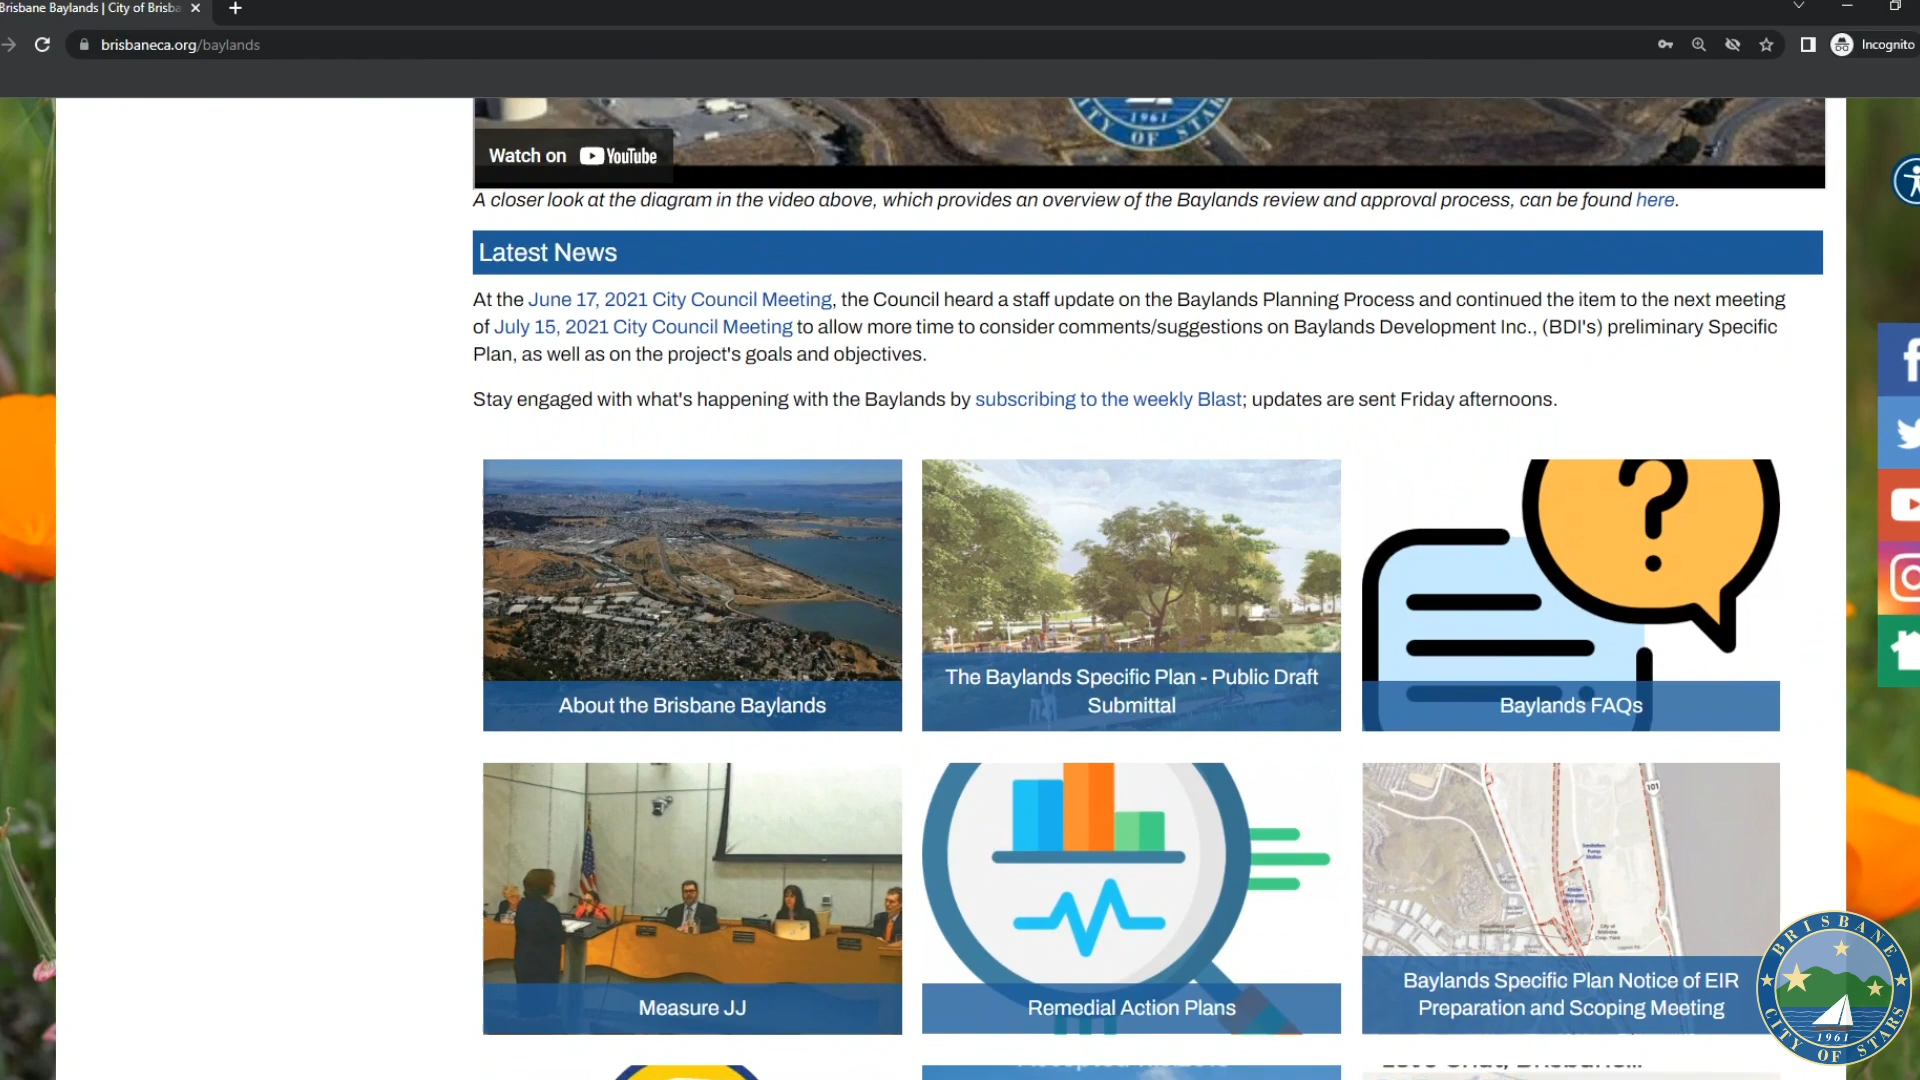 Brisbane Baylands | City of Brisba
brisbaneca.org/baylands
Incognito
1961
CITY OF STARS
Watch on YouTube
A closer look at the diagram in the video above, which provides an overview of the Baylands review and approval process, can be found here.
Latest News
At the June 17, 2021 City Council Meeting, the Council heard a staff update on the Baylands Planning Process and continued the item to the next meeting
of July 15, 2021 City Council Meeting to allow more time to consider comments/suggestions on Baylands Development Inc., (BDI's) preliminary Specific
Plan, as well as on the project's goals and objectives.
Stay engaged with what's happening with the Baylands by subscribing to the weekly Blast; updates are sent Friday afternoons.
About the Brisbane Baylands
The Baylands Specific Plan - Public Draft
Submittal
?
Baylands FAQs
Measure JJ
Remedial Action Plans
101
Baylands Specific Plan Notice of EIR
Preparation and Scoping Meeting
BRISBANE
1961
CITY OF STARS